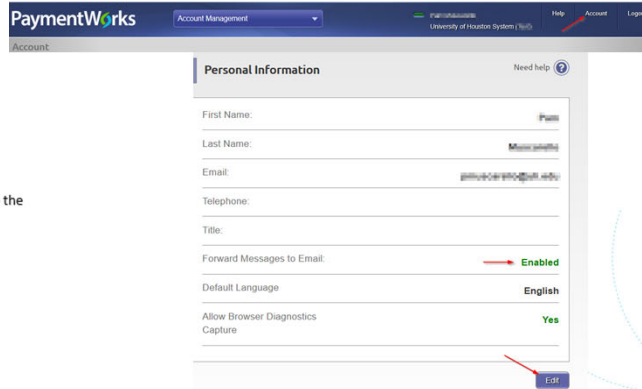 PaymentWorks
Account Management
Help
Account
Logo
University of Houston System
Account
Personal Information
Need help ?
First Name:
Last Name:
Email:
the
Telephone:
Title:
Forward Messages to Email:
Enabled
Default Language
English
Allow Browser Diagnostics
Capture
Yes
Edit